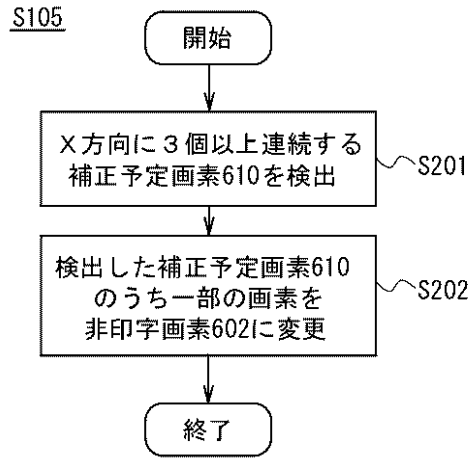 S105
開始
X方向に3個以上連続する
補正予定画素610を検出
S201
検出した補正予定画素610
のうち一部の画素を
非印字画素602に変更
S202
終了